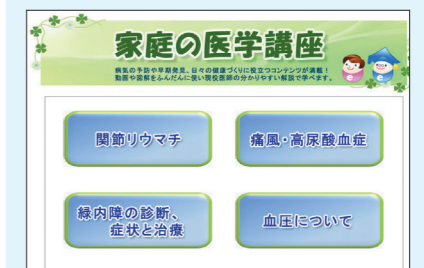 家庭の医学講座
病気の予防や早期発見、日々の健康づくりに役立つコンテンツが満載！
動画や図解をふんだんに使い現役医師の分かりやすい解説で学べます。
関節リウマチ
痛風・高尿酸血症
緑内障の診断、
症状と治療
血圧について